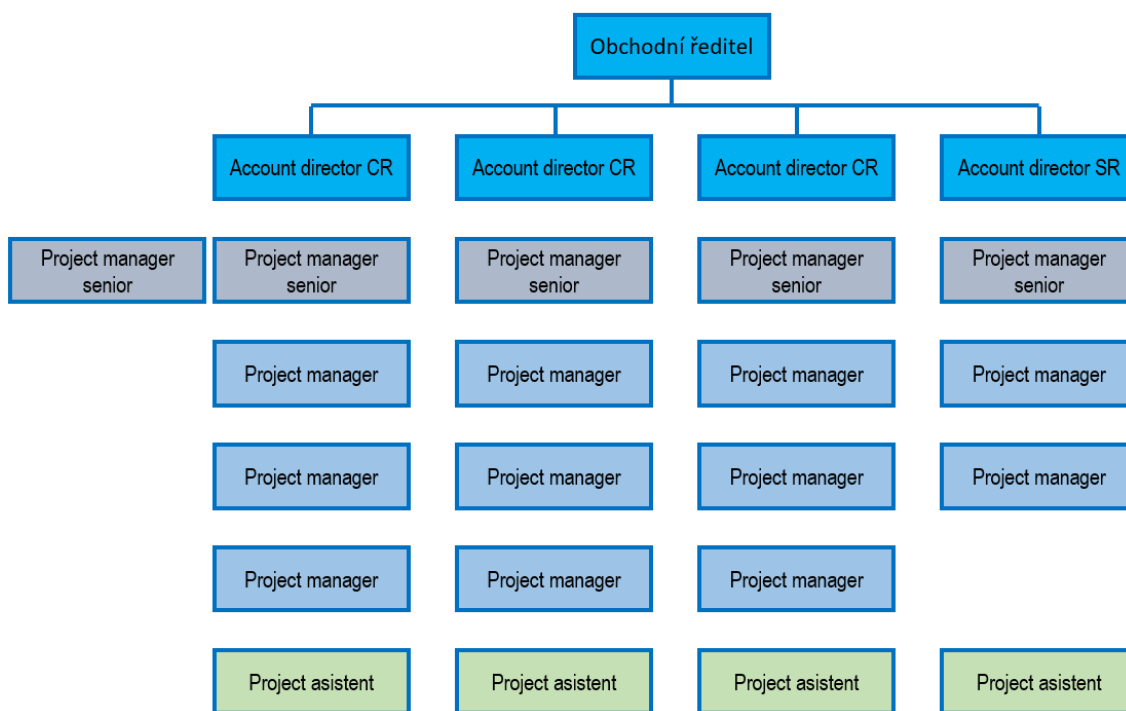 Obchodní ředitel
Account director CR
Account director CR
Account director CR
Account director SR
Project manager
senior
Project manager
senior
Project manager
senior
Project manager
senior
Project manager
senior
Project manager
Project manager
Project manager
Project manager
Project manager
Project manager
Project manager
Project manager
Project manager
Project manager
Project manager
Project asistent
Project asistent
Project asistent
Project asistent